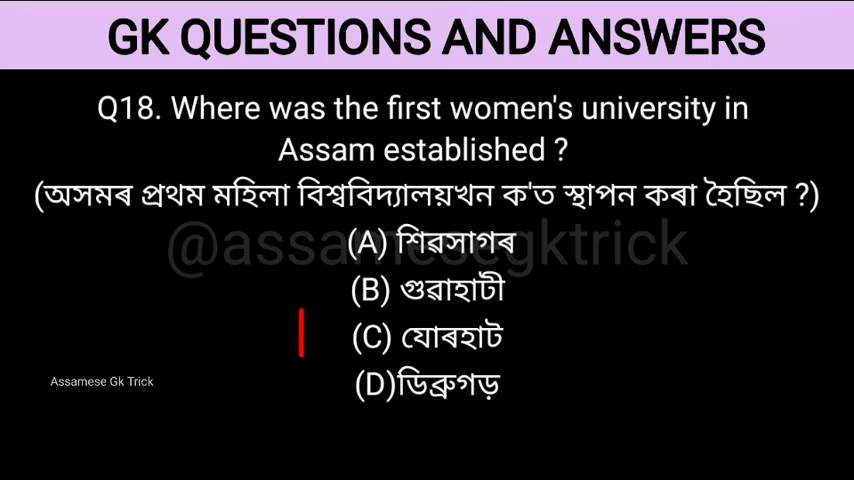 GK QUESTIONS AND ANSWERS
Q18. Where was the first women's university in
Assam established ?
(অসমৰ প্ৰথম মহিলা বিশ্ববিদ্যালয়খন ক'ত স্থাপন কৰা হৈছিল ?)
@assamesegktrick
(A) শিৱসাগৰ
(B) গুৱাহাটী
(C) যোৰহাট
Assamese Gk Trick
(D)ডিব্ৰুগড়